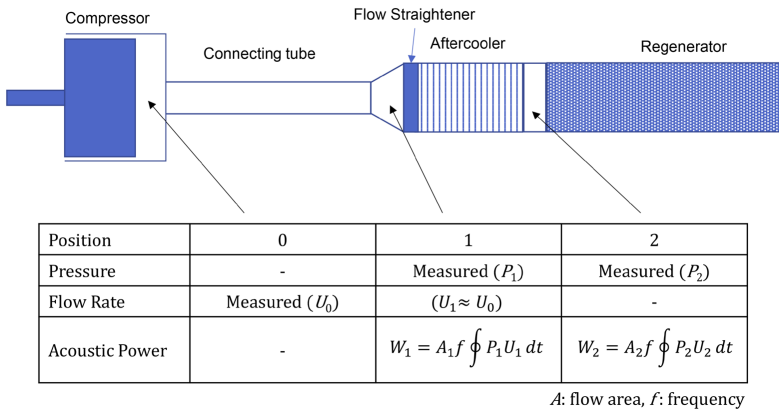 Flow Straightener
Compressor
Connecting tube
Aftercooler
Regenerator
Position 0 1 2
Pressure - Measured (P₁) Measured (P₂)
Flow Rate Measured (U₀) (U₁≈ U₀) -
Acoustic Power - W₁ = A₁f ∮ P₁U₁ dt W₂ = A₂f ∮ P₂U₂ dt
A: flow area, f: frequency